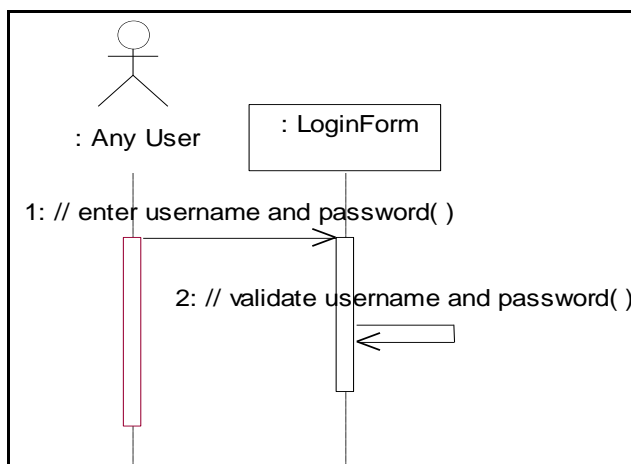 : Any User
: LoginForm
1: // enter username and password( )
2: // validate username and password( )